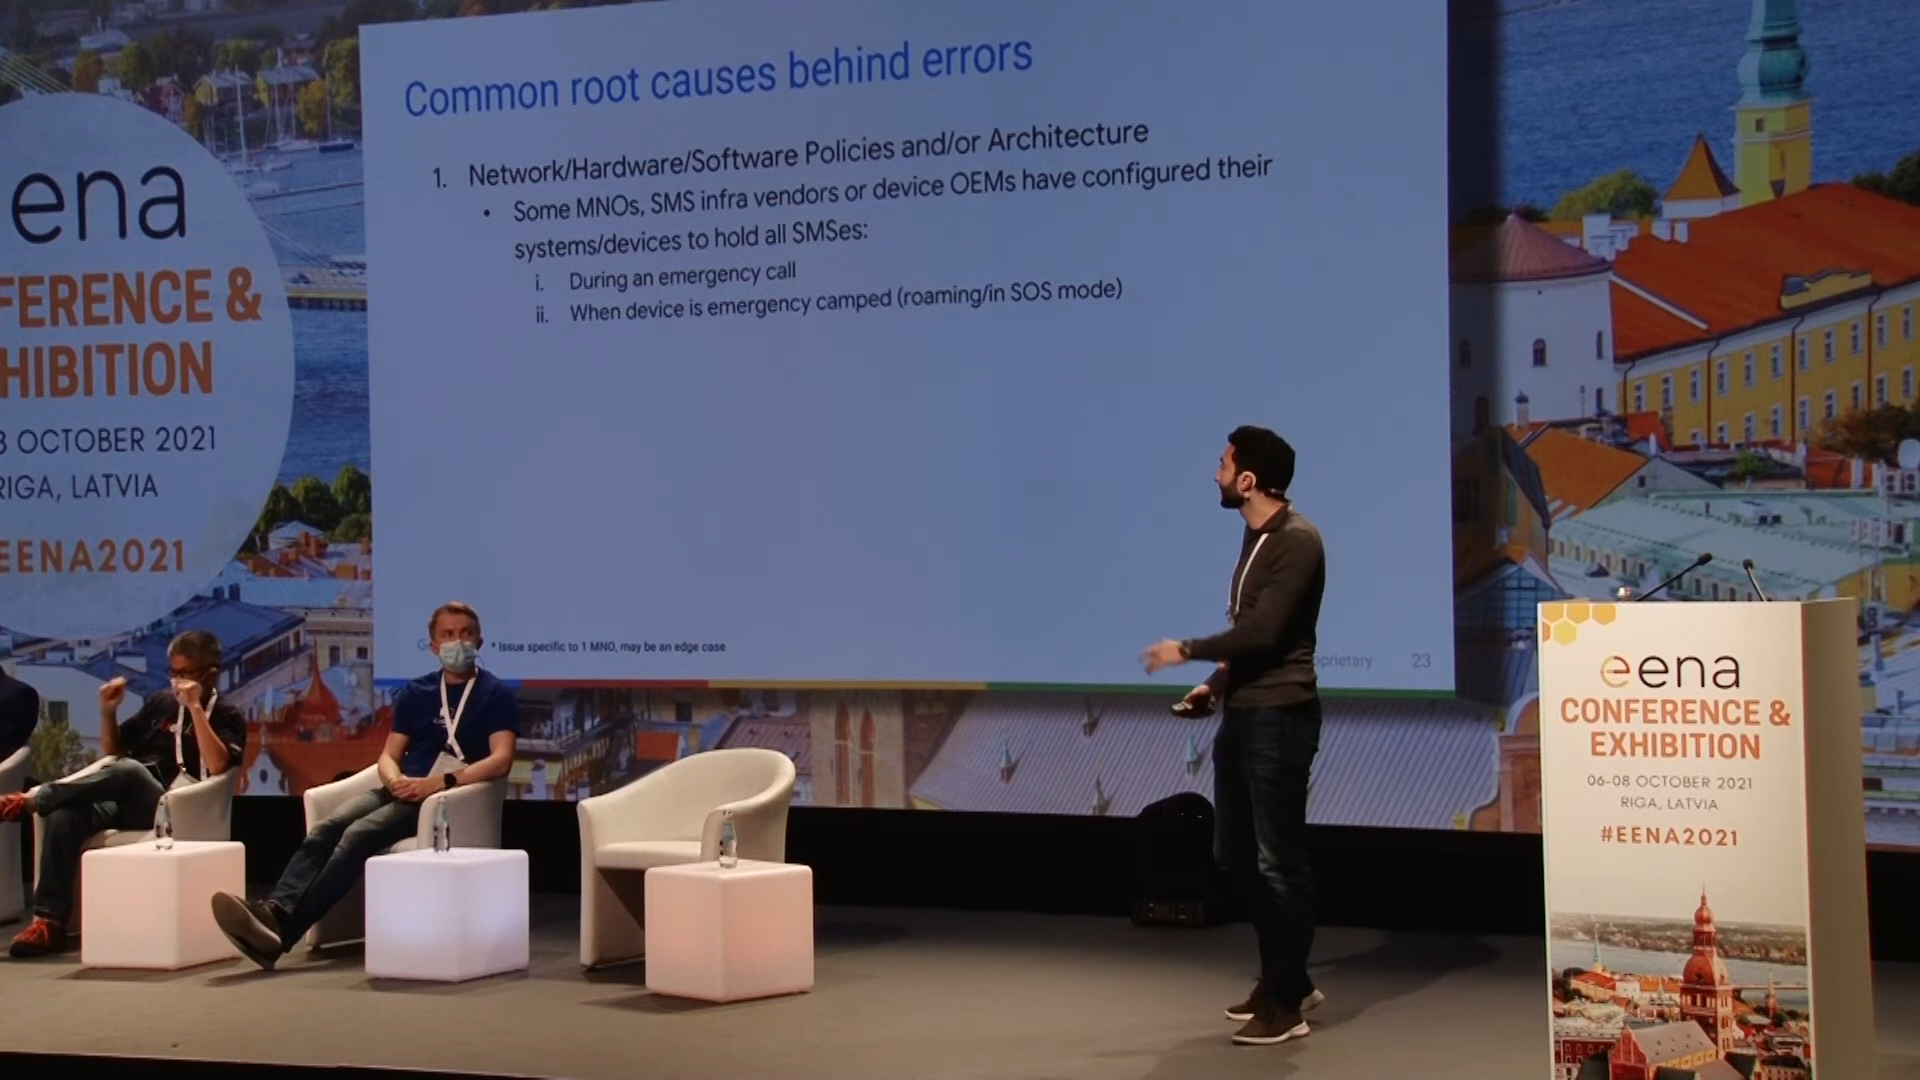 ena
FERENCE &
HIBITION
OCTOBER 2021
RIGA, LATVIA
EENA2021
Common root causes behind errors
1. Network/Hardware/Software Policies and/or Architecture
• Some MNOs, SMS infra vendors or device OEMs have configured their
systems/devices to hold all SMSes:
i. During an emergency call
ii. When device is emergency camped (roaming/in SOS mode)
* Issue specific to 1 MNO, may be an edge case
oprietary 23
eena
CONFERENCE &
EXHIBITION
06-08 OCTOBER 2021
RIGA, LATVIA
#EENA2021